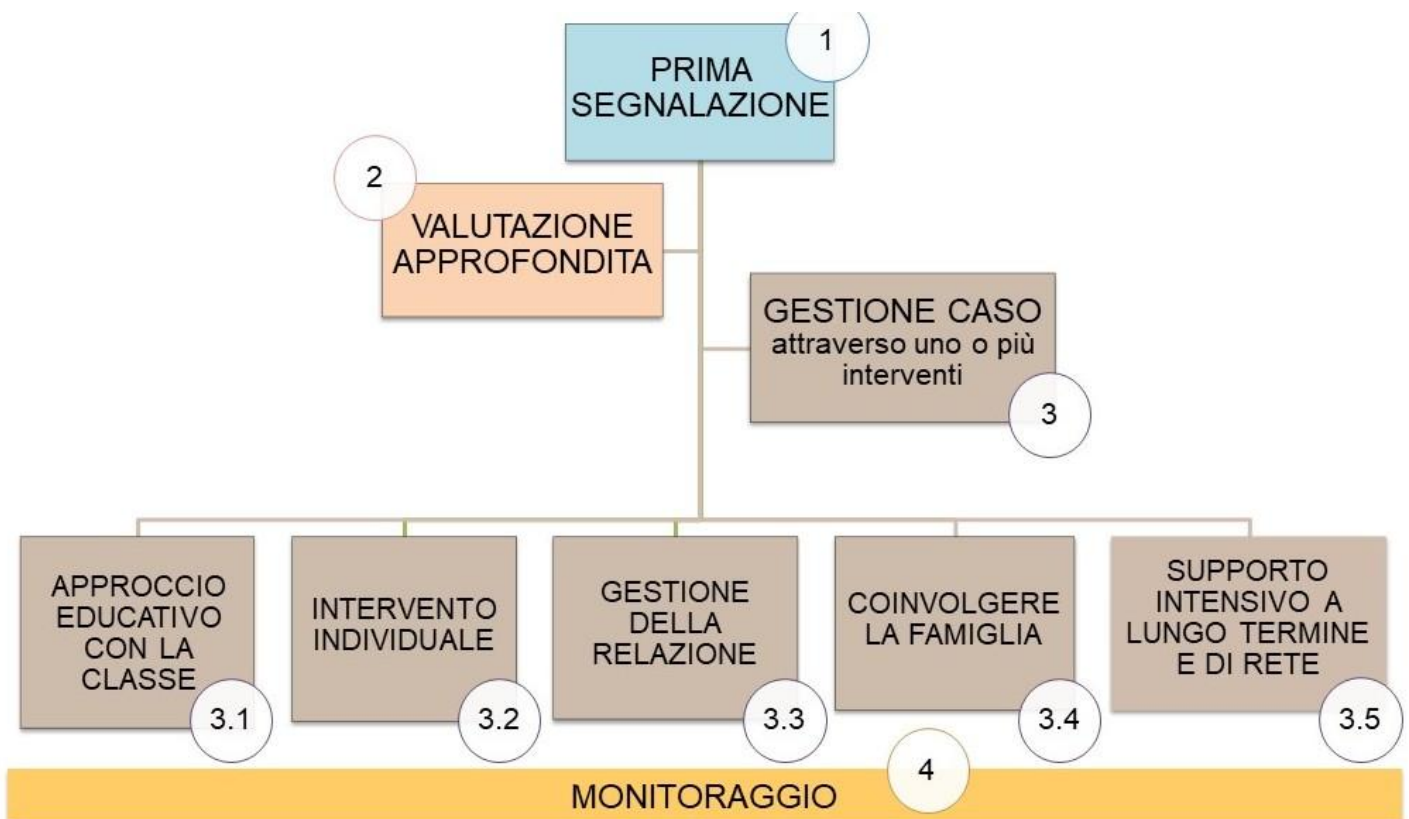 1
PRIMA
SEGNALAZIONE
2
VALUTAZIONE
APPROFONDITA
GESTIONE CASO
attraverso uno o più
interventi
3
APPROCCIO
EDUCATIVO
CON LA
CLASSE
3.1
INTERVENTO
INDIVIDUALE
3.2
GESTIONE
DELLA
RELAZIONE
3.3
COINVOLGERE
LA FAMIGLIA
3.4
SUPPORTO
INTENSIVO A
LUNGO TERMINE
E DI RETE
3.5
4
MONITORAGGIO